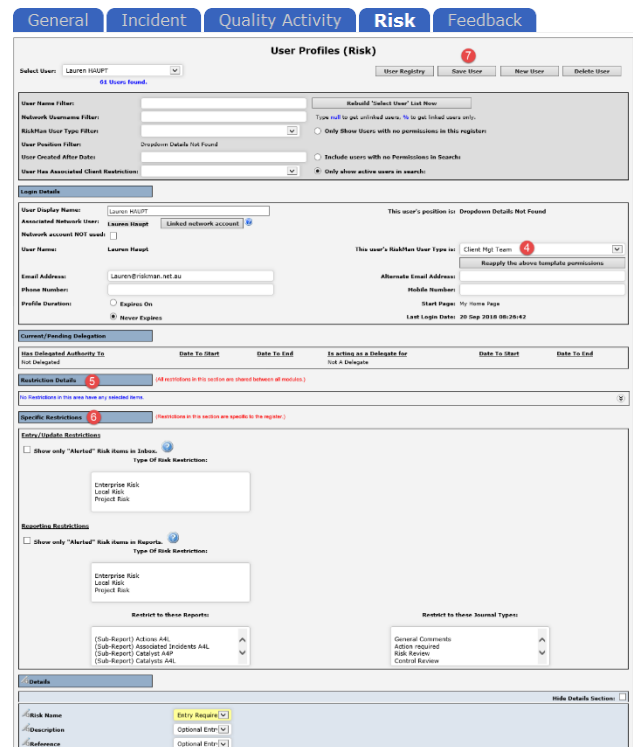 General Incident Quality Activity Risk Feedback
User Profiles (Risk)
7
Select User: Lauren HAUPT User Registry Save User New User Delete User
61 Users found.
User Name Filter: Rebuild 'Select User' List Now
Network Username Filter: Type null to get unlinked users, % to get linked users only.
RiskMan User Type Filter: Only Show Users with no permissions in this register:
User Position Filter: Dropdown Details Not Found
User Created After Date: Include users with no Permissions in Search:
User Has Associated Client Restriction: Only show active users in search:
Login Details
User Display Name: Lauren HAUPT This user's position is: Dropdown Details Not Found
Associated Network User: Lauren Haupt Linked network account
Network account NOT used:
User Name: Lauren Haupt This user's RiskMan User Type is: Client Mgt Team 4
Reapply the above template permissions
Email Address: Lauren@riskman.net.au Alternate Email Address:
Phone Number: Mobile Number:
Profile Duration: Expires On Start Page: My Home Page
Never Expires Last Login Date: 20 Sep 2018 08:26:42
Current/Pending Delegation
Has Delegated Authority To Date To Start Date To End Is acting as a Delegate for Date To Start Date To End
Not Delegated Not A Delegate
Restriction Details 5 (All restrictions in this section are shared between all modules.)
No Restrictions in this area have any selected items.
Specific Restrictions 6 (Restrictions in this section are specific to the register.)
Entry/Update Restrictions
Show only "Alerted" Risk items in Inbox.
Type Of Risk Restriction:
Enterprise Risk
Local Risk
Project Risk
Reporting Restrictions
Show only "Alerted" Risk items in Reports.
Type Of Risk Restriction:
Enterprise Risk
Local Risk
Project Risk
Restrict to these Reports: Restrict to these Journal Types:
(Sub-Report) Actions A4L General Comments
(Sub-Report) Associated Incidents A4L Action required
(Sub-Report) Catalyst A4P Risk Review
(Sub-Report) Catalysts A4L Control Review
Details
Hide Details Section:
Risk Name Entry Require
Description Optional Entr
Reference Optional Entr